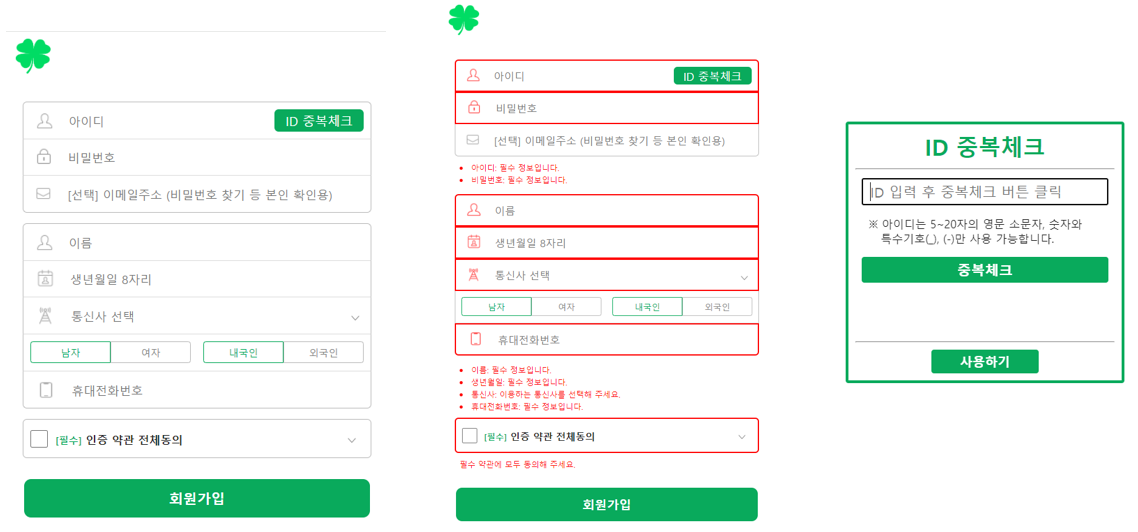 아이디
ID 중복체크
비밀번호
[선택] 이메일주소 (비밀번호 찾기 등 본인 확인용)
이름
생년월일 8자리
통신사 선택
남자
여자
내국인
외국인
휴대전화번호
[필수] 인증 약관 전체동의
회원가입
아이디
ID 중복체크
비밀번호
[선택] 이메일주소 (비밀번호 찾기 등 본인 확인용)
• 아이디: 필수 정보입니다.
• 비밀번호: 필수 정보입니다.
이름
생년월일 8자리
통신사 선택
남자
여자
내국인
외국인
휴대전화번호
• 이름: 필수 정보입니다.
• 생년월일: 필수 정보입니다.
• 통신사: 이용하는 통신사를 선택해 주세요.
• 휴대전화번호: 필수 정보입니다.
[필수] 인증 약관 전체동의
필수 약관에 모두 동의해 주세요.
회원가입
ID 중복체크
ID 입력 후 중복체크 버튼 클릭
※ 아이디는 5~20자의 영문 소문자, 숫자와
특수기호(_), (-)만 사용 가능합니다.
중복체크
사용하기